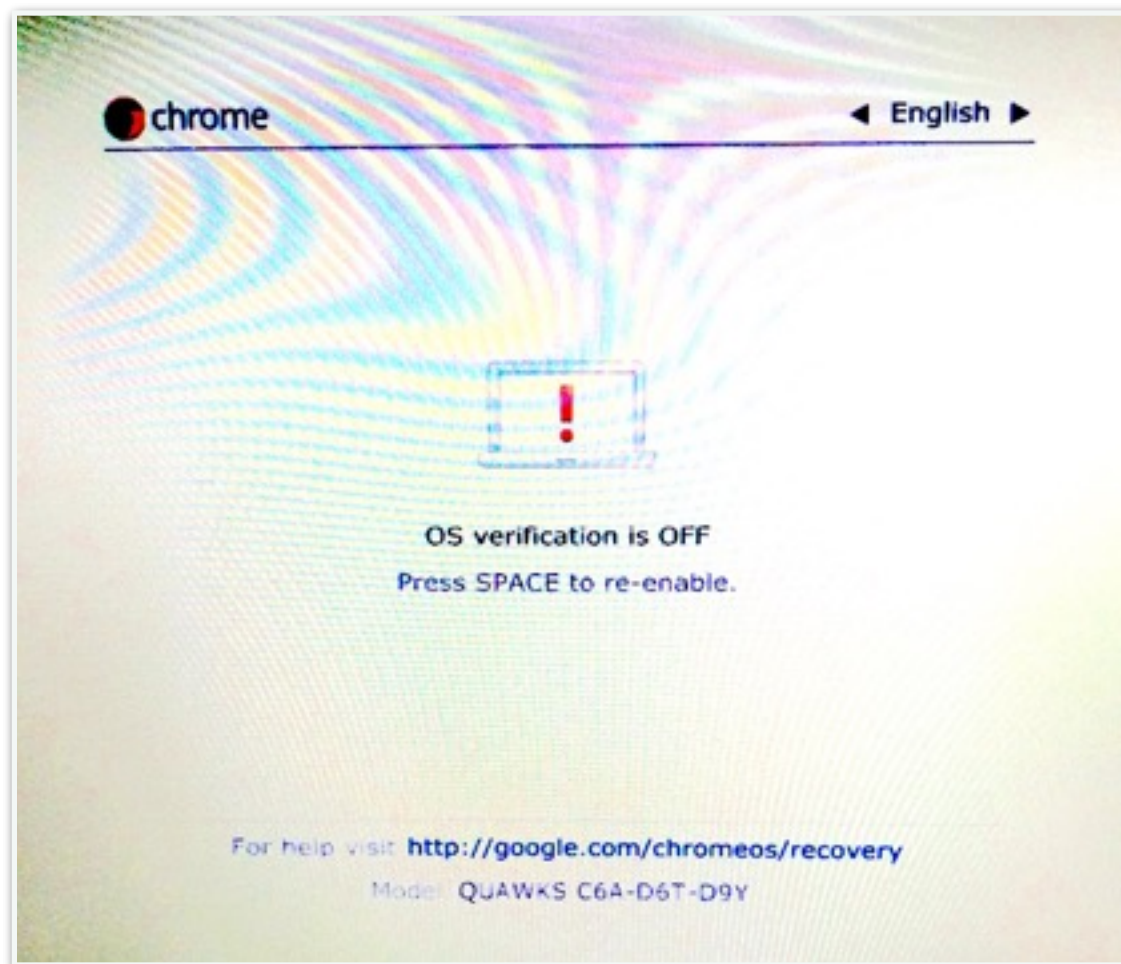 chrome
◀ English ▶
OS verification is OFF
Press SPACE to re-enable.
For help visit http://google.com/chromeos/recovery
Model QUAWKS C6A-D6T-D9Y